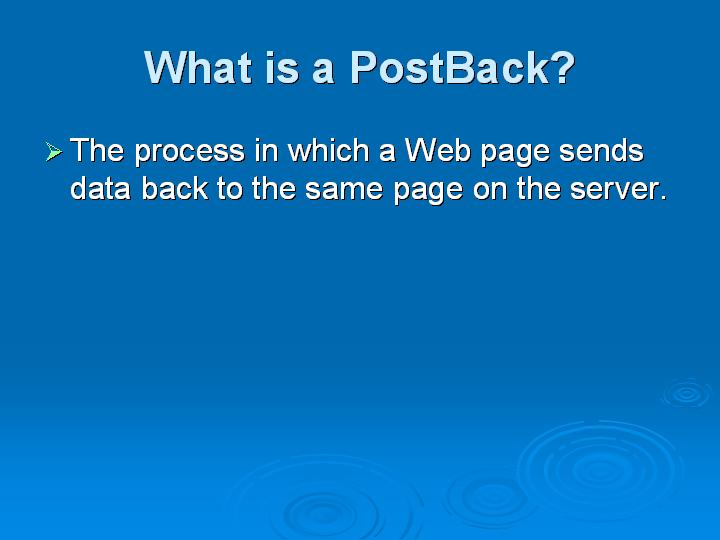 What is a PostBack?
The process in which a Web page sends
data back to the same page on the server.